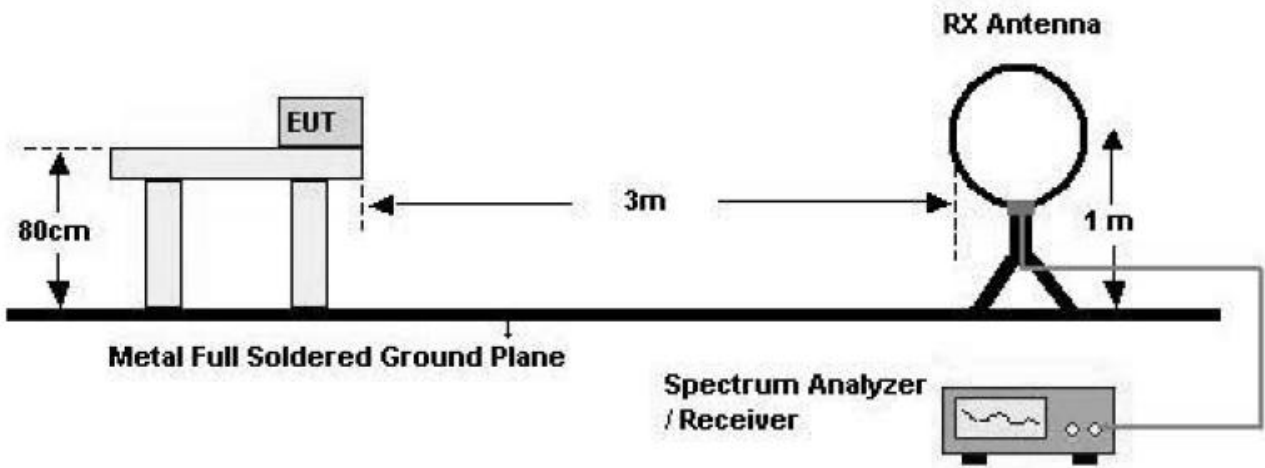 RX Antenna
EUT
80cm
3m
1 m
Metal Full Soldered Ground Plane
Spectrum Analyzer
/ Receiver